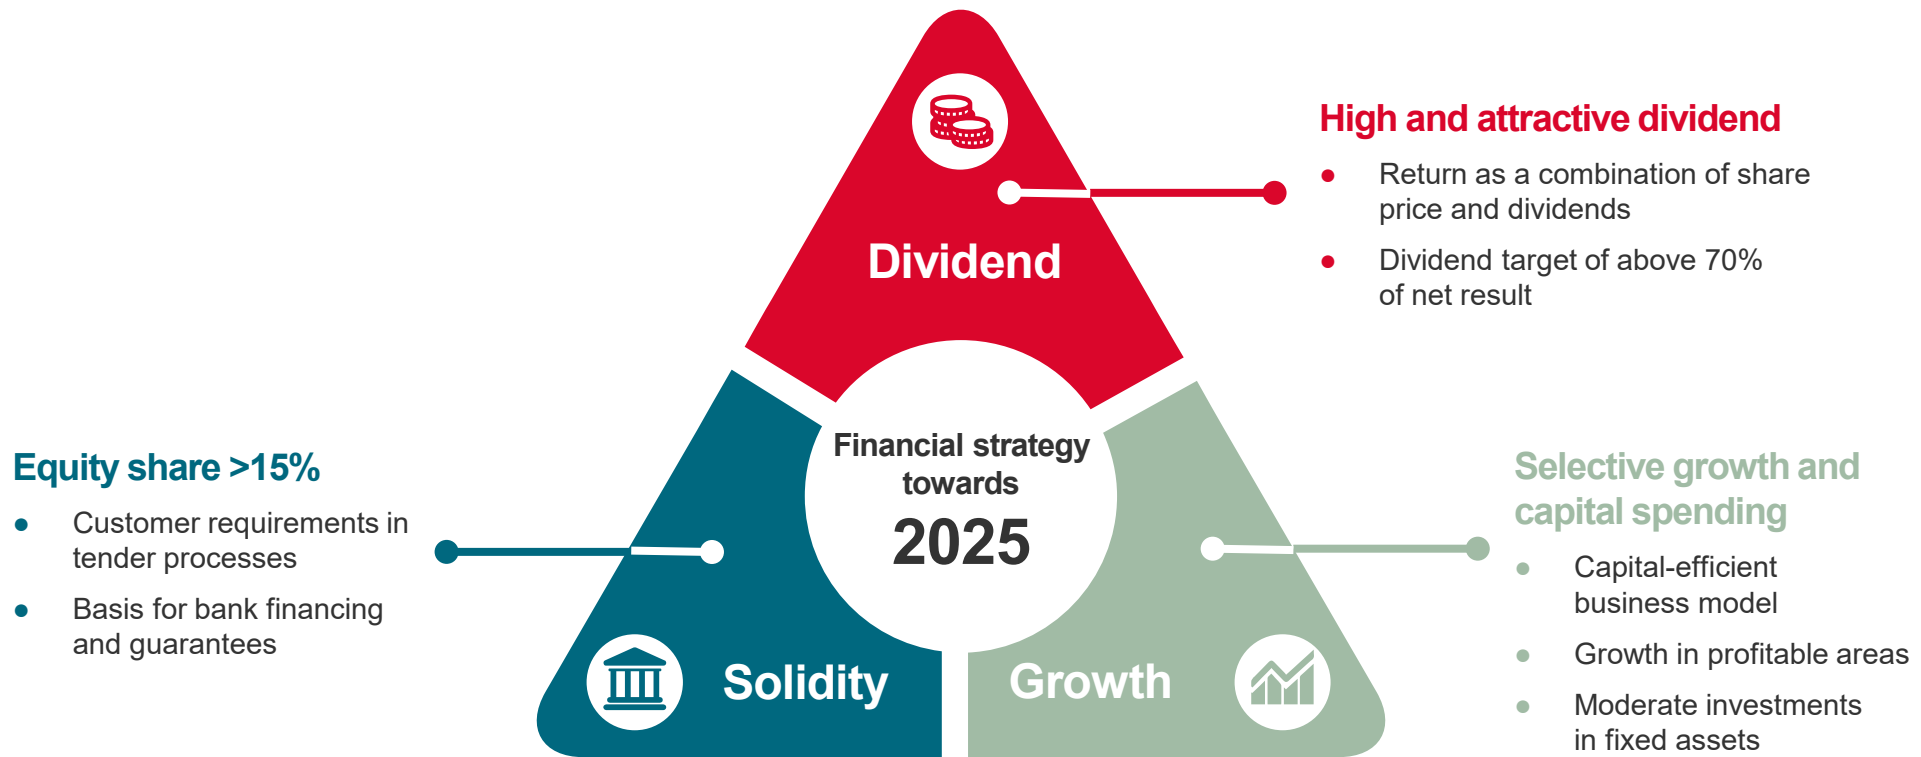 Dividend
High and attractive dividend
● Return as a combination of share
price and dividends
● Dividend target of above 70%
of net result
Financial strategy
towards
2025
Equity share >15%
● Customer requirements in
tender processes
● Basis for bank financing
and guarantees
Solidity
Growth
Selective growth and
capital spending
● Capital-efficient
business model
● Growth in profitable areas
● Moderate investments
in fixed assets